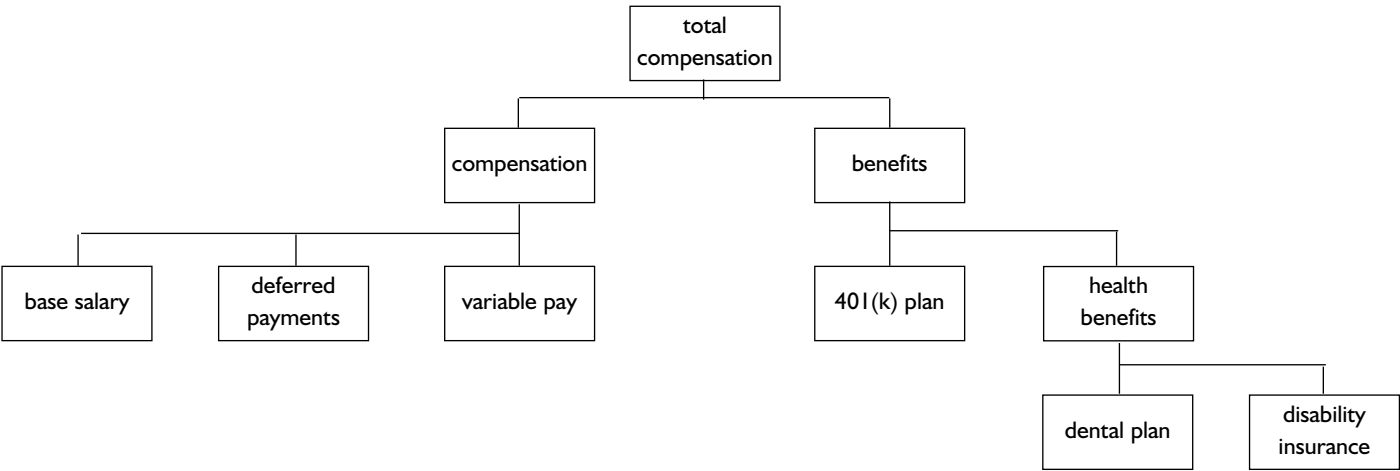 total
compensation
compensation
benefits
base salary
deferred
payments
variable pay
401(k) plan
health
benefits
dental plan
disability
insurance